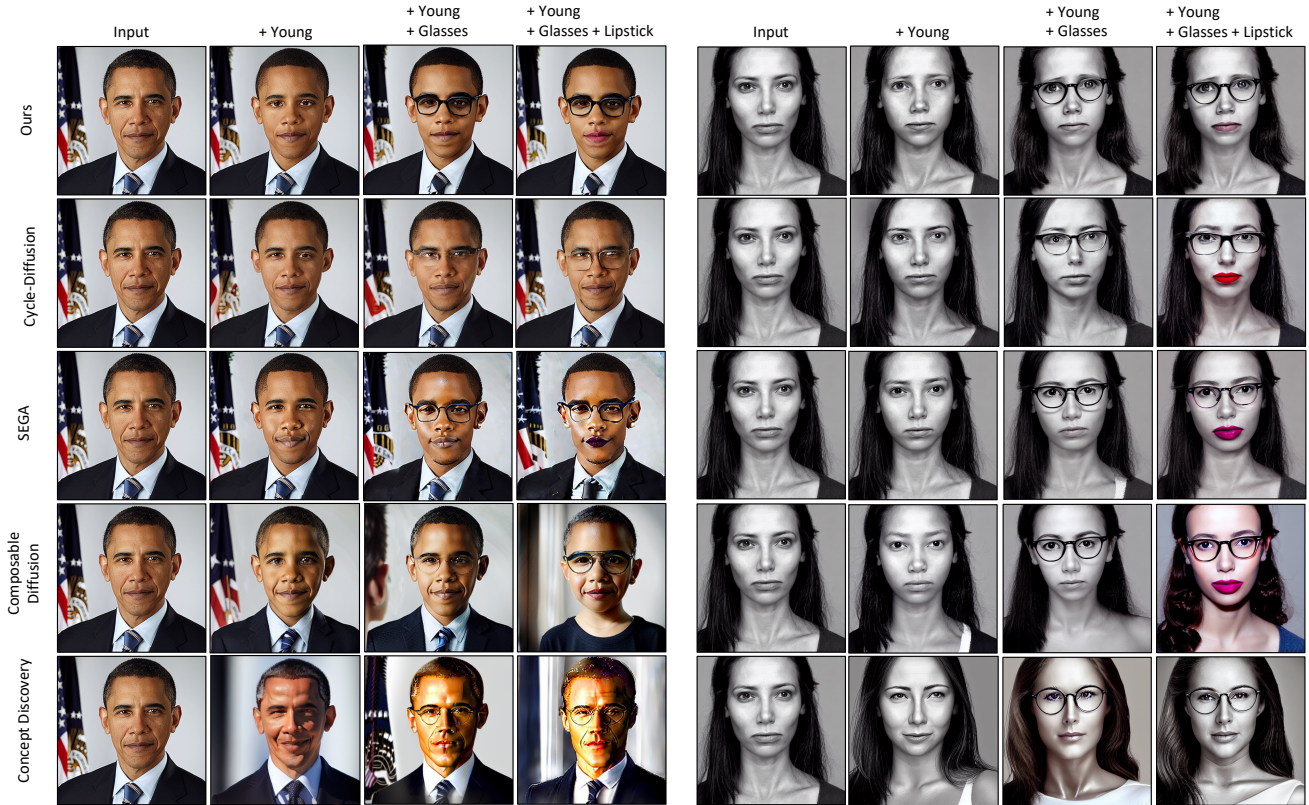 Input
+ Young
+ Young
+ Glasses
+ Young
+ Glasses + Lipstick
Input
+ Young
+ Young
+ Glasses
+ Young
+ Glasses + Lipstick
Ours
Cycle-Diffusion
SEGA
Composable
Diffusion
Concept Discovery